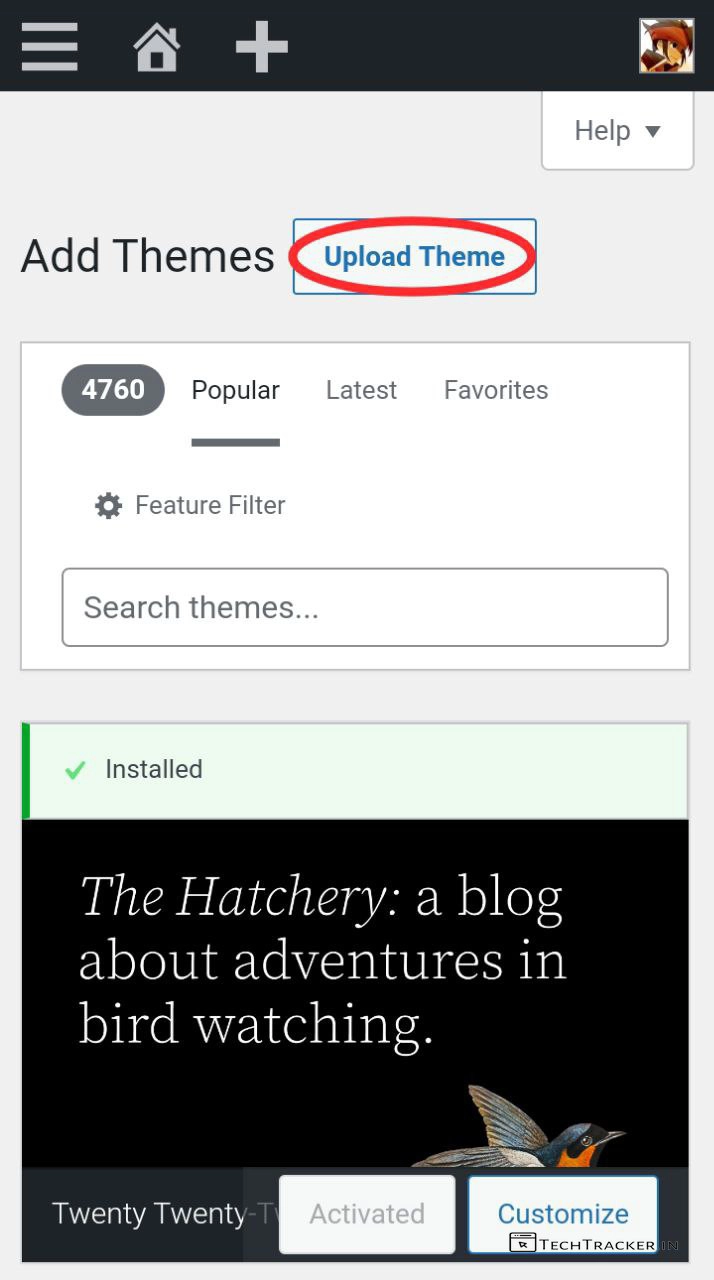 Help
Add Themes
Upload Theme
4760
Popular
Latest
Favorites
Feature Filter
Search themes...
Installed
The Hatchery: a blog
about adventures in
bird watching.
Twenty Twenty-Tw
Activated
Customize
TECHTRACKER.IN